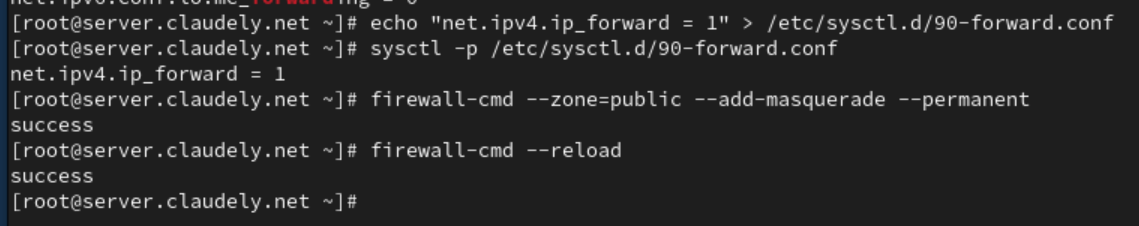 [root@server.claudely.net ~]# echo "net.ipv4.ip_forward = 1" > /etc/sysctl.d/90-forward.conf
[root@server.claudely.net ~]# sysctl -p /etc/sysctl.d/90-forward.conf
net.ipv4.ip_forward = 1
[root@server.claudely.net ~]# firewall-cmd --zone=public --add-masquerade --permanent
success
[root@server.claudely.net ~]# firewall-cmd --reload
success
[root@server.claudely.net ~]#